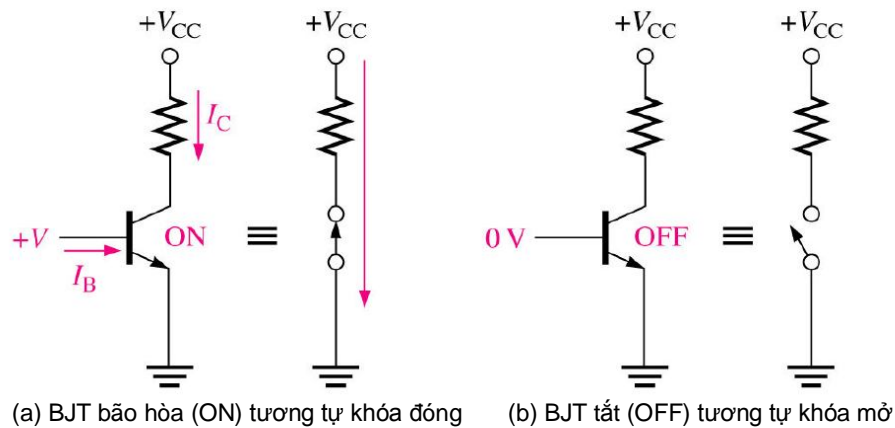 +VCC +VCC +VCC +VCC
IC
+V ON ≡ 0 V OFF ≡
IB
(a) BJT bão hòa (ON) tương tự khóa đóng (b) BJT tắt (OFF) tương tự khóa mở